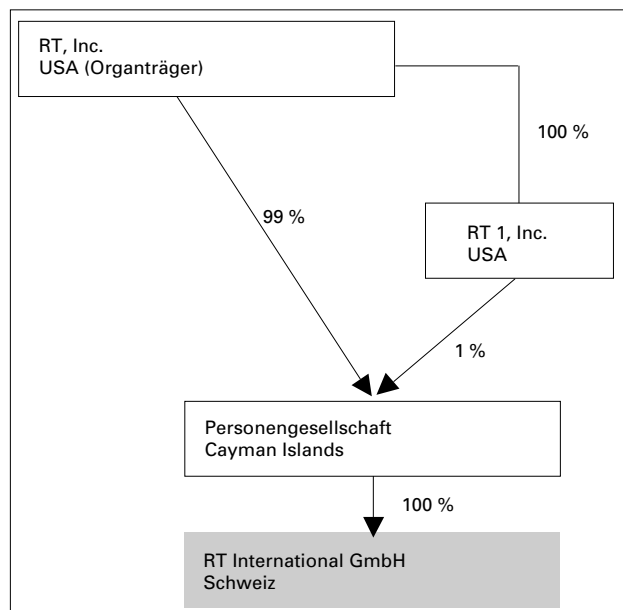 RT, Inc.
USA (Organträger)
100 %
99 %
RT 1, Inc.
USA
1 %
Personengesellschaft
Cayman Islands
100 %
RT International GmbH
Schweiz